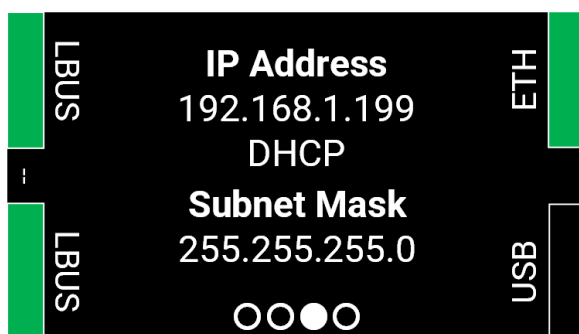 LBUS
IP Address
192.168.1.199
DHCP
Subnet Mask
255.255.255.0
ETH
LBUS
USB